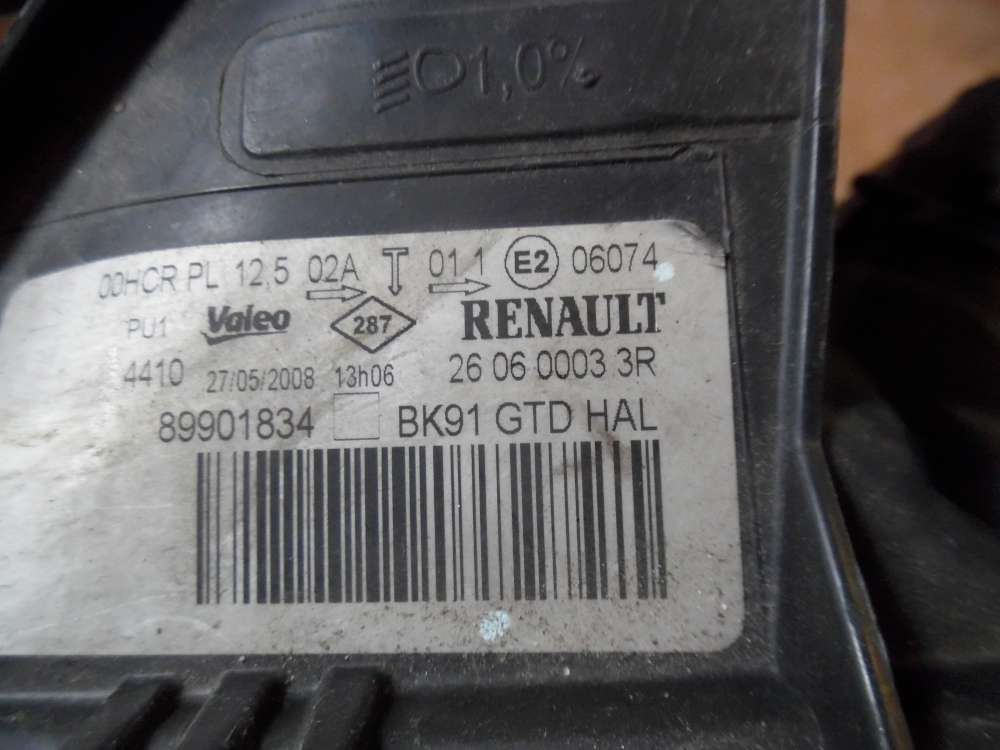 1,0%
00HCR PL 12,5 02A 01 1 E2 06074
PU1 Valeo 287 RENAULT
4410 27/05/2008 13h06 26 06 0003 3R
89901834 BK91 GTD HAL